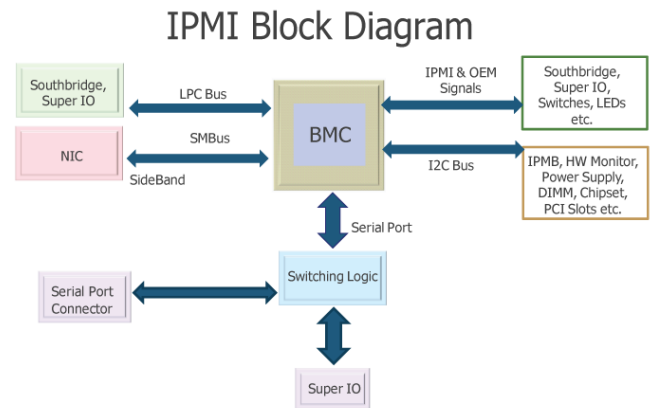 IPMI Block Diagram
Southbridge,
Super IO
LPC Bus
BMC
IPMI & OEM
Signals
Southbridge,
Super IO,
Switches, LEDs
etc.
NIC
SMBus
SideBand
I2C Bus
IPMB, HW Monitor,
Power Supply,
DIMM, Chipset,
PCI Slots etc.
Serial Port
Switching Logic
Serial Port
Connector
Super IO